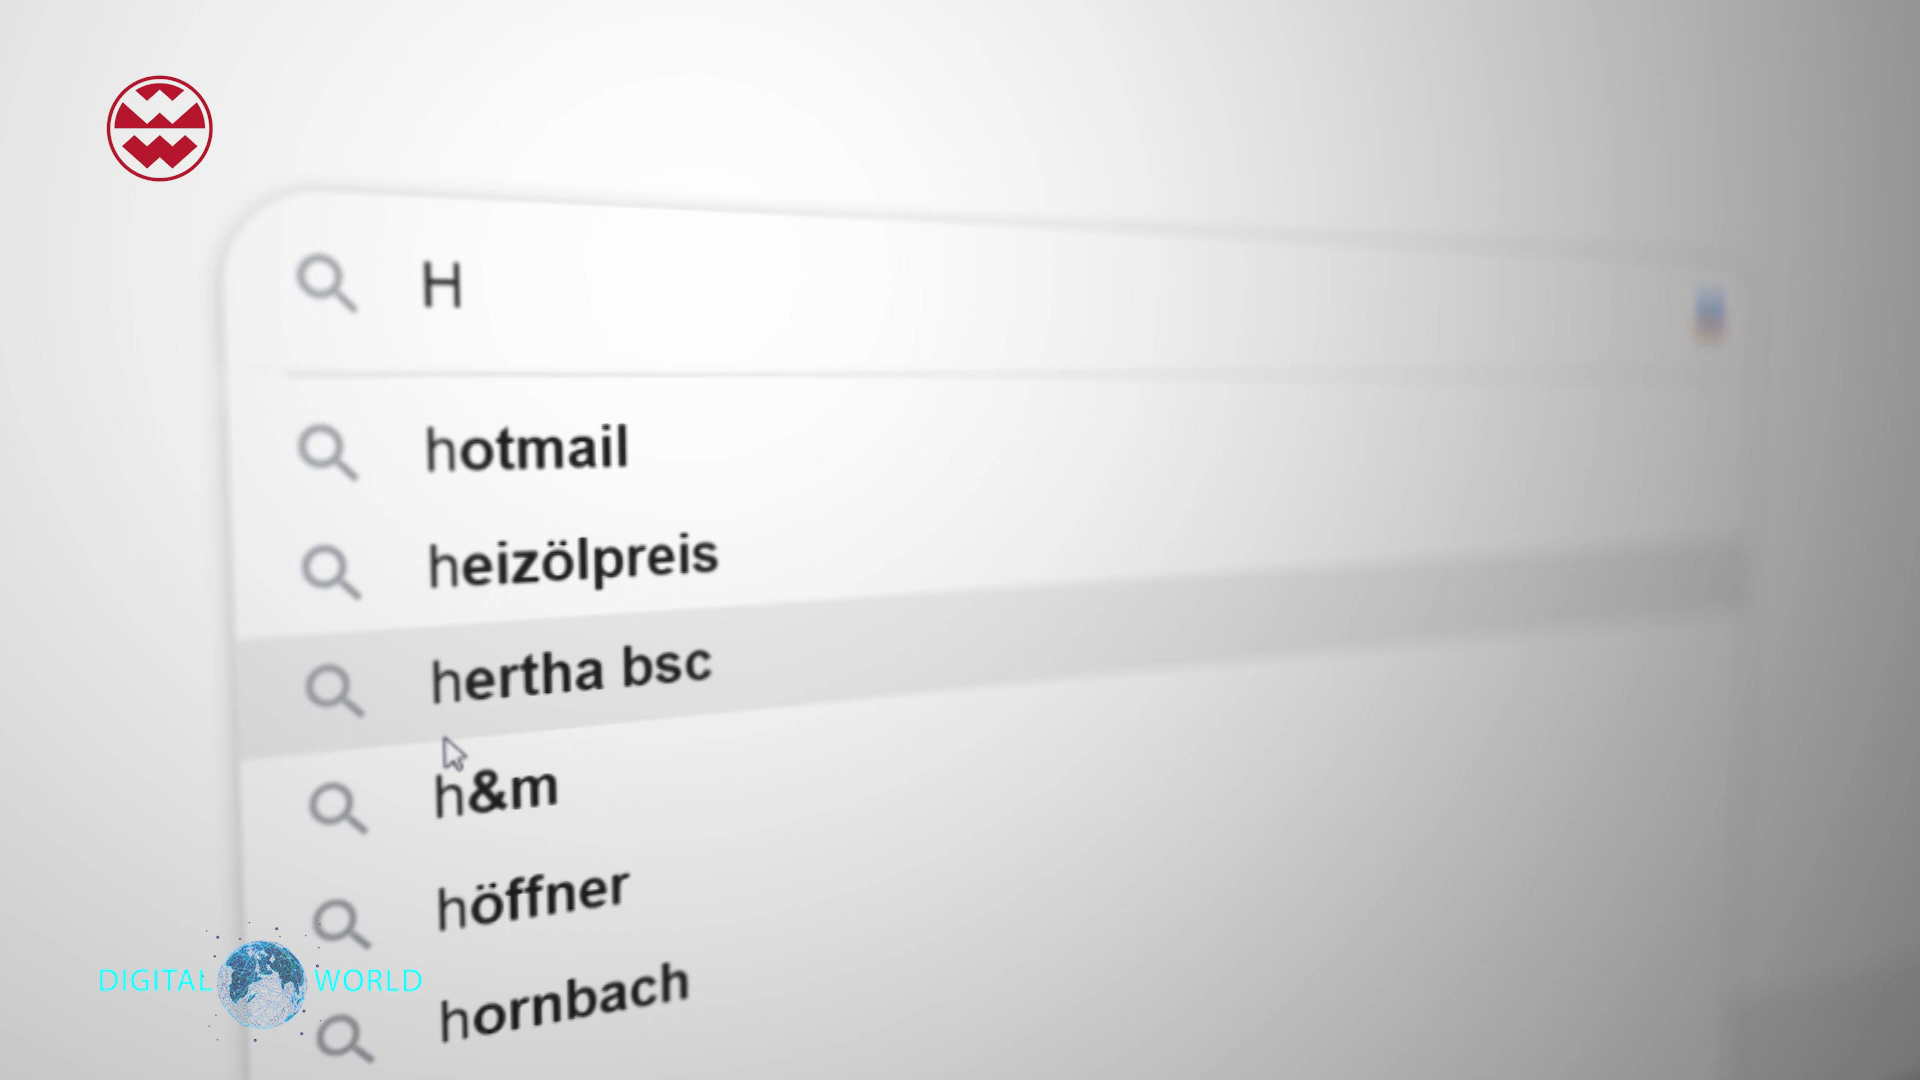 H
hotmail
heizölpreis
hertha bsc
h&m
höffner
hornbach
DIGITAL WORLD